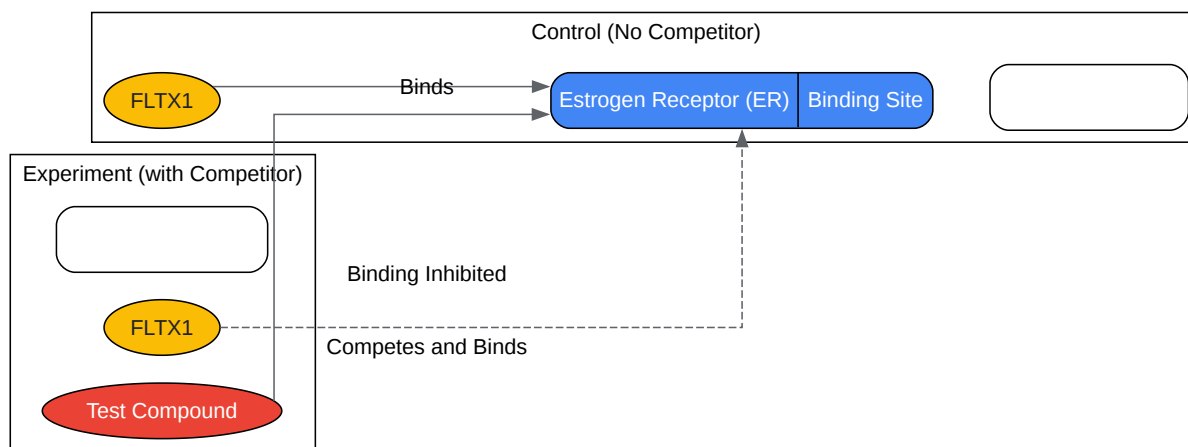 Control (No Competitor)
FLTX1
Binds
Estrogen Receptor (ER)
Binding Site
Experiment (with Competitor)
Binding Inhibited
FLTX1
Competes and Binds
Test Compound